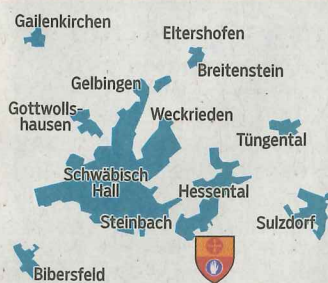 Gailenkirchen
Eltershofen
Breitenstein
Gelbingen
Gottwolls-
hausen
Weckrieden
Tüngental
Schwäbisch
Hall
Hessental
Steinbach
Sulzdorf
Bibersfeld